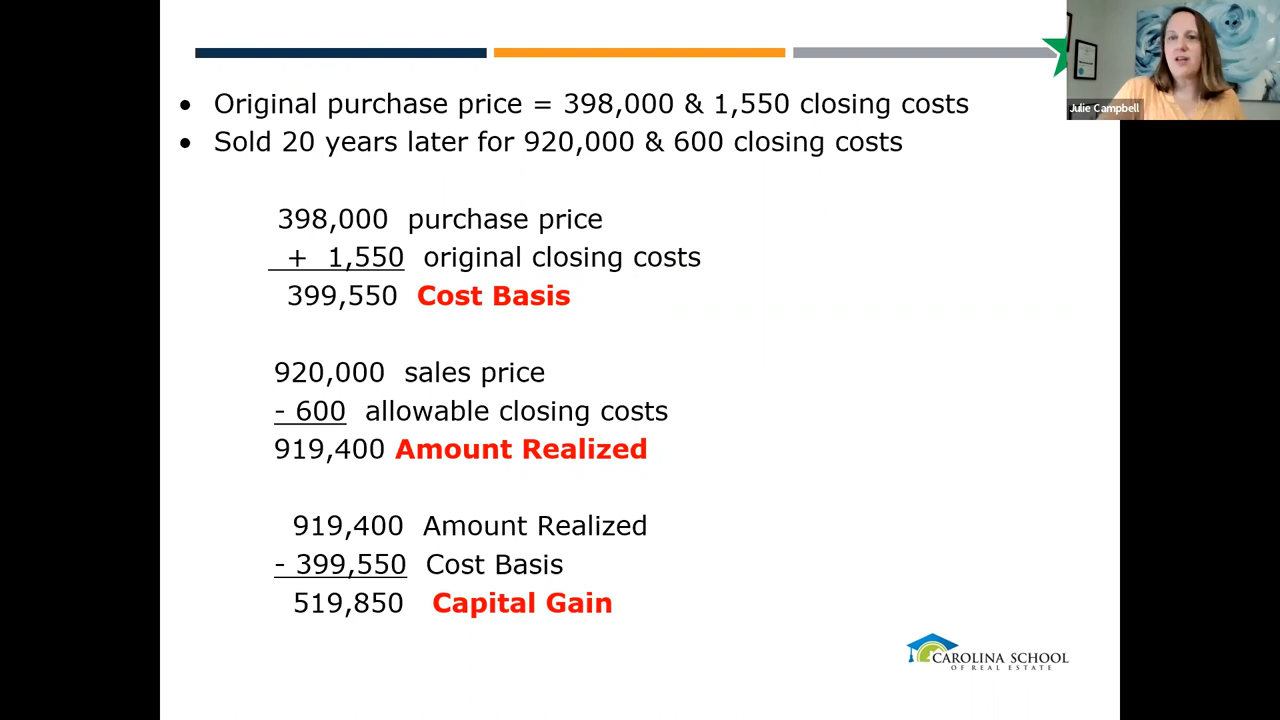 Julie Campbell
• Original purchase price = 398,000 & 1,550 closing costs
• Sold 20 years later for 920,000 & 600 closing costs
398,000 purchase price
+ 1,550 original closing costs
399,550 Cost Basis
920,000 sales price
- 600 allowable closing costs
919,400 Amount Realized
919,400 Amount Realized
- 399,550 Cost Basis
519,850 Capital Gain
CAROLINA SCHOOL
OF REAL ESTATE